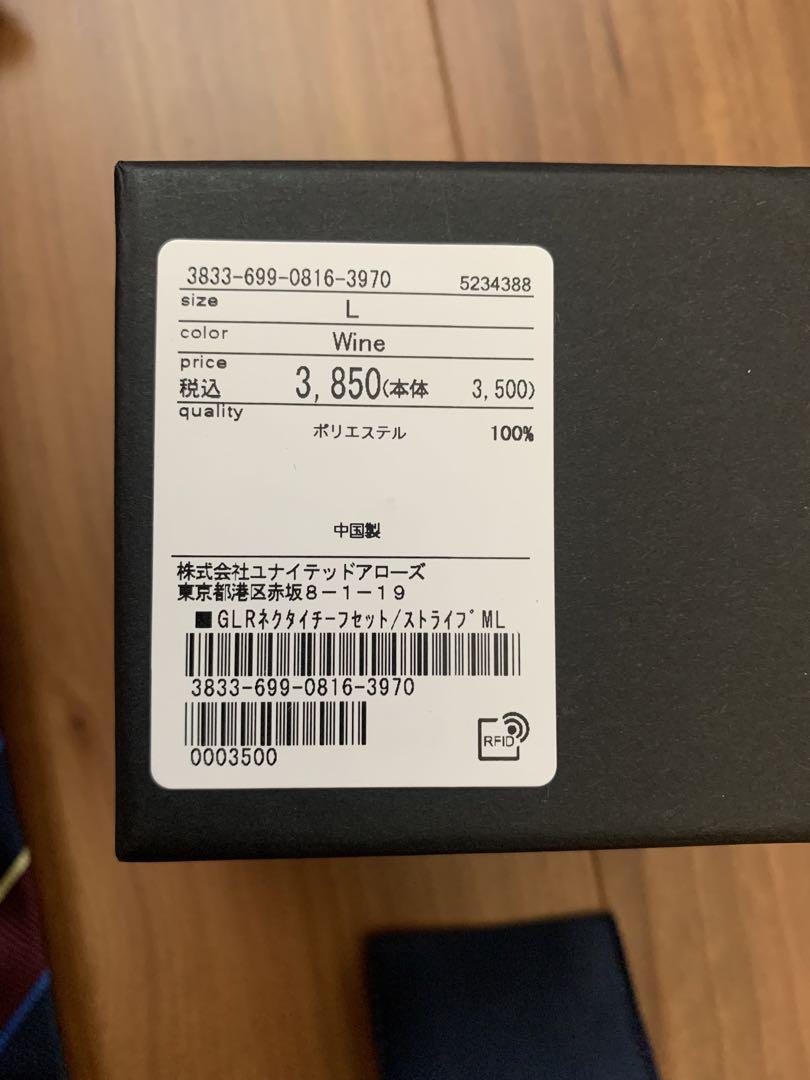 3833-699-0816-3970 5234388
size L
color Wine
price
税込 3,850(本体 3,500)
quality
ポリエステル 100%
中国製
株式会社ユナイテッドアローズ
東京都港区赤坂8-1-19
■GLRネクタイチーフセット/ストライプML
3833-699-0816-3970
0003500
RFID